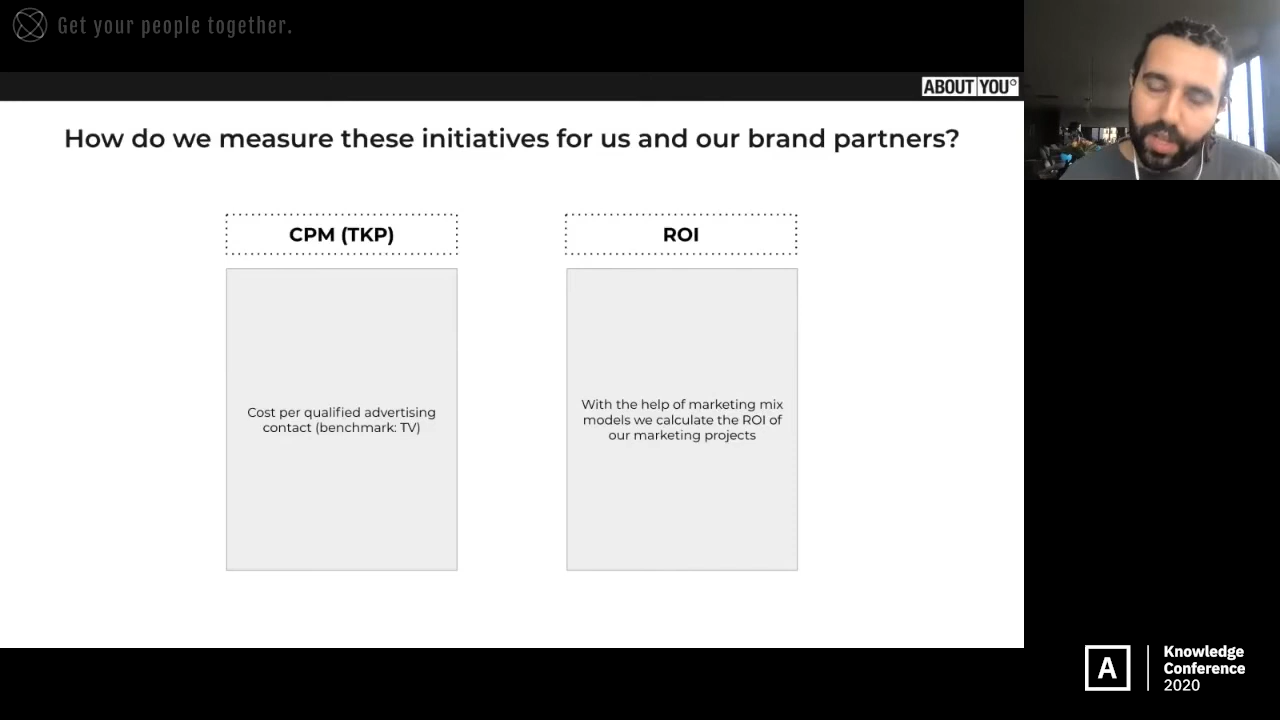 Get your people together.
ABOUT YOU°
How do we measure these initiatives for us and our brand partners?
CPM (TKP)
Cost per qualified advertising
contact (benchmark: TV)
ROI
With the help of marketing mix
models we calculate the ROI of
our marketing projects
A
Knowledge
Conference
2020